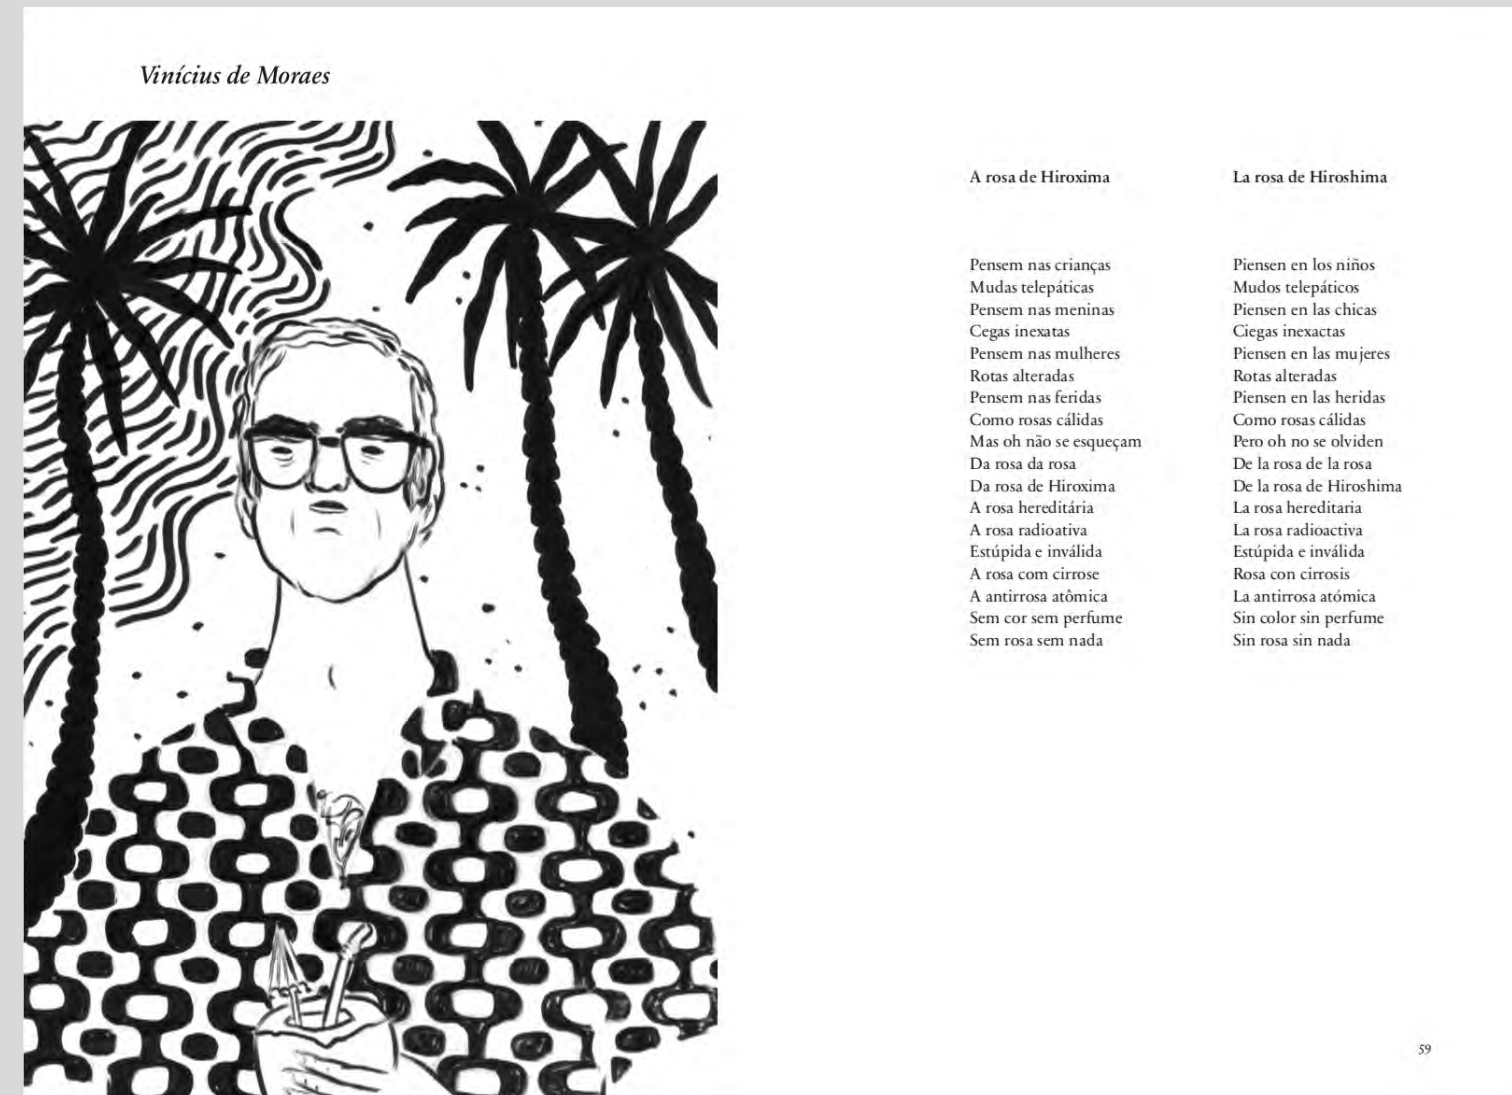 Vinícius de Moraes
A rosa de Hiroxima
Pensem nas crianças
Mudas telepáticas
Pensem nas meninas
Cegas inexatas
Pensem nas mulheres
Rotas alteradas
Pensem nas feridas
Como rosas cálidas
Mas oh não se esqueçam
Da rosa da rosa
Da rosa de Hiroxima
A rosa hereditária
A rosa radioativa
Estúpida e inválida
A rosa com cirrose
A antirrosa atômica
Sem cor sem perfume
Sem rosa sem nada
La rosa de Hiroshima
Piensen en los niños
Mudos telepáticos
Piensen en las chicas
Ciegas inexactas
Piensen en las mujeres
Rotas alteradas
Piensen en las heridas
Como rosas cálidas
Pero oh no se olviden
De la rosa de la rosa
De la rosa de Hiroshima
La rosa hereditaria
La rosa radioactiva
Estúpida e inválida
Rosa con cirrosis
La antirrosa atómica
Sin color sin perfume
Sin rosa sin nada
59